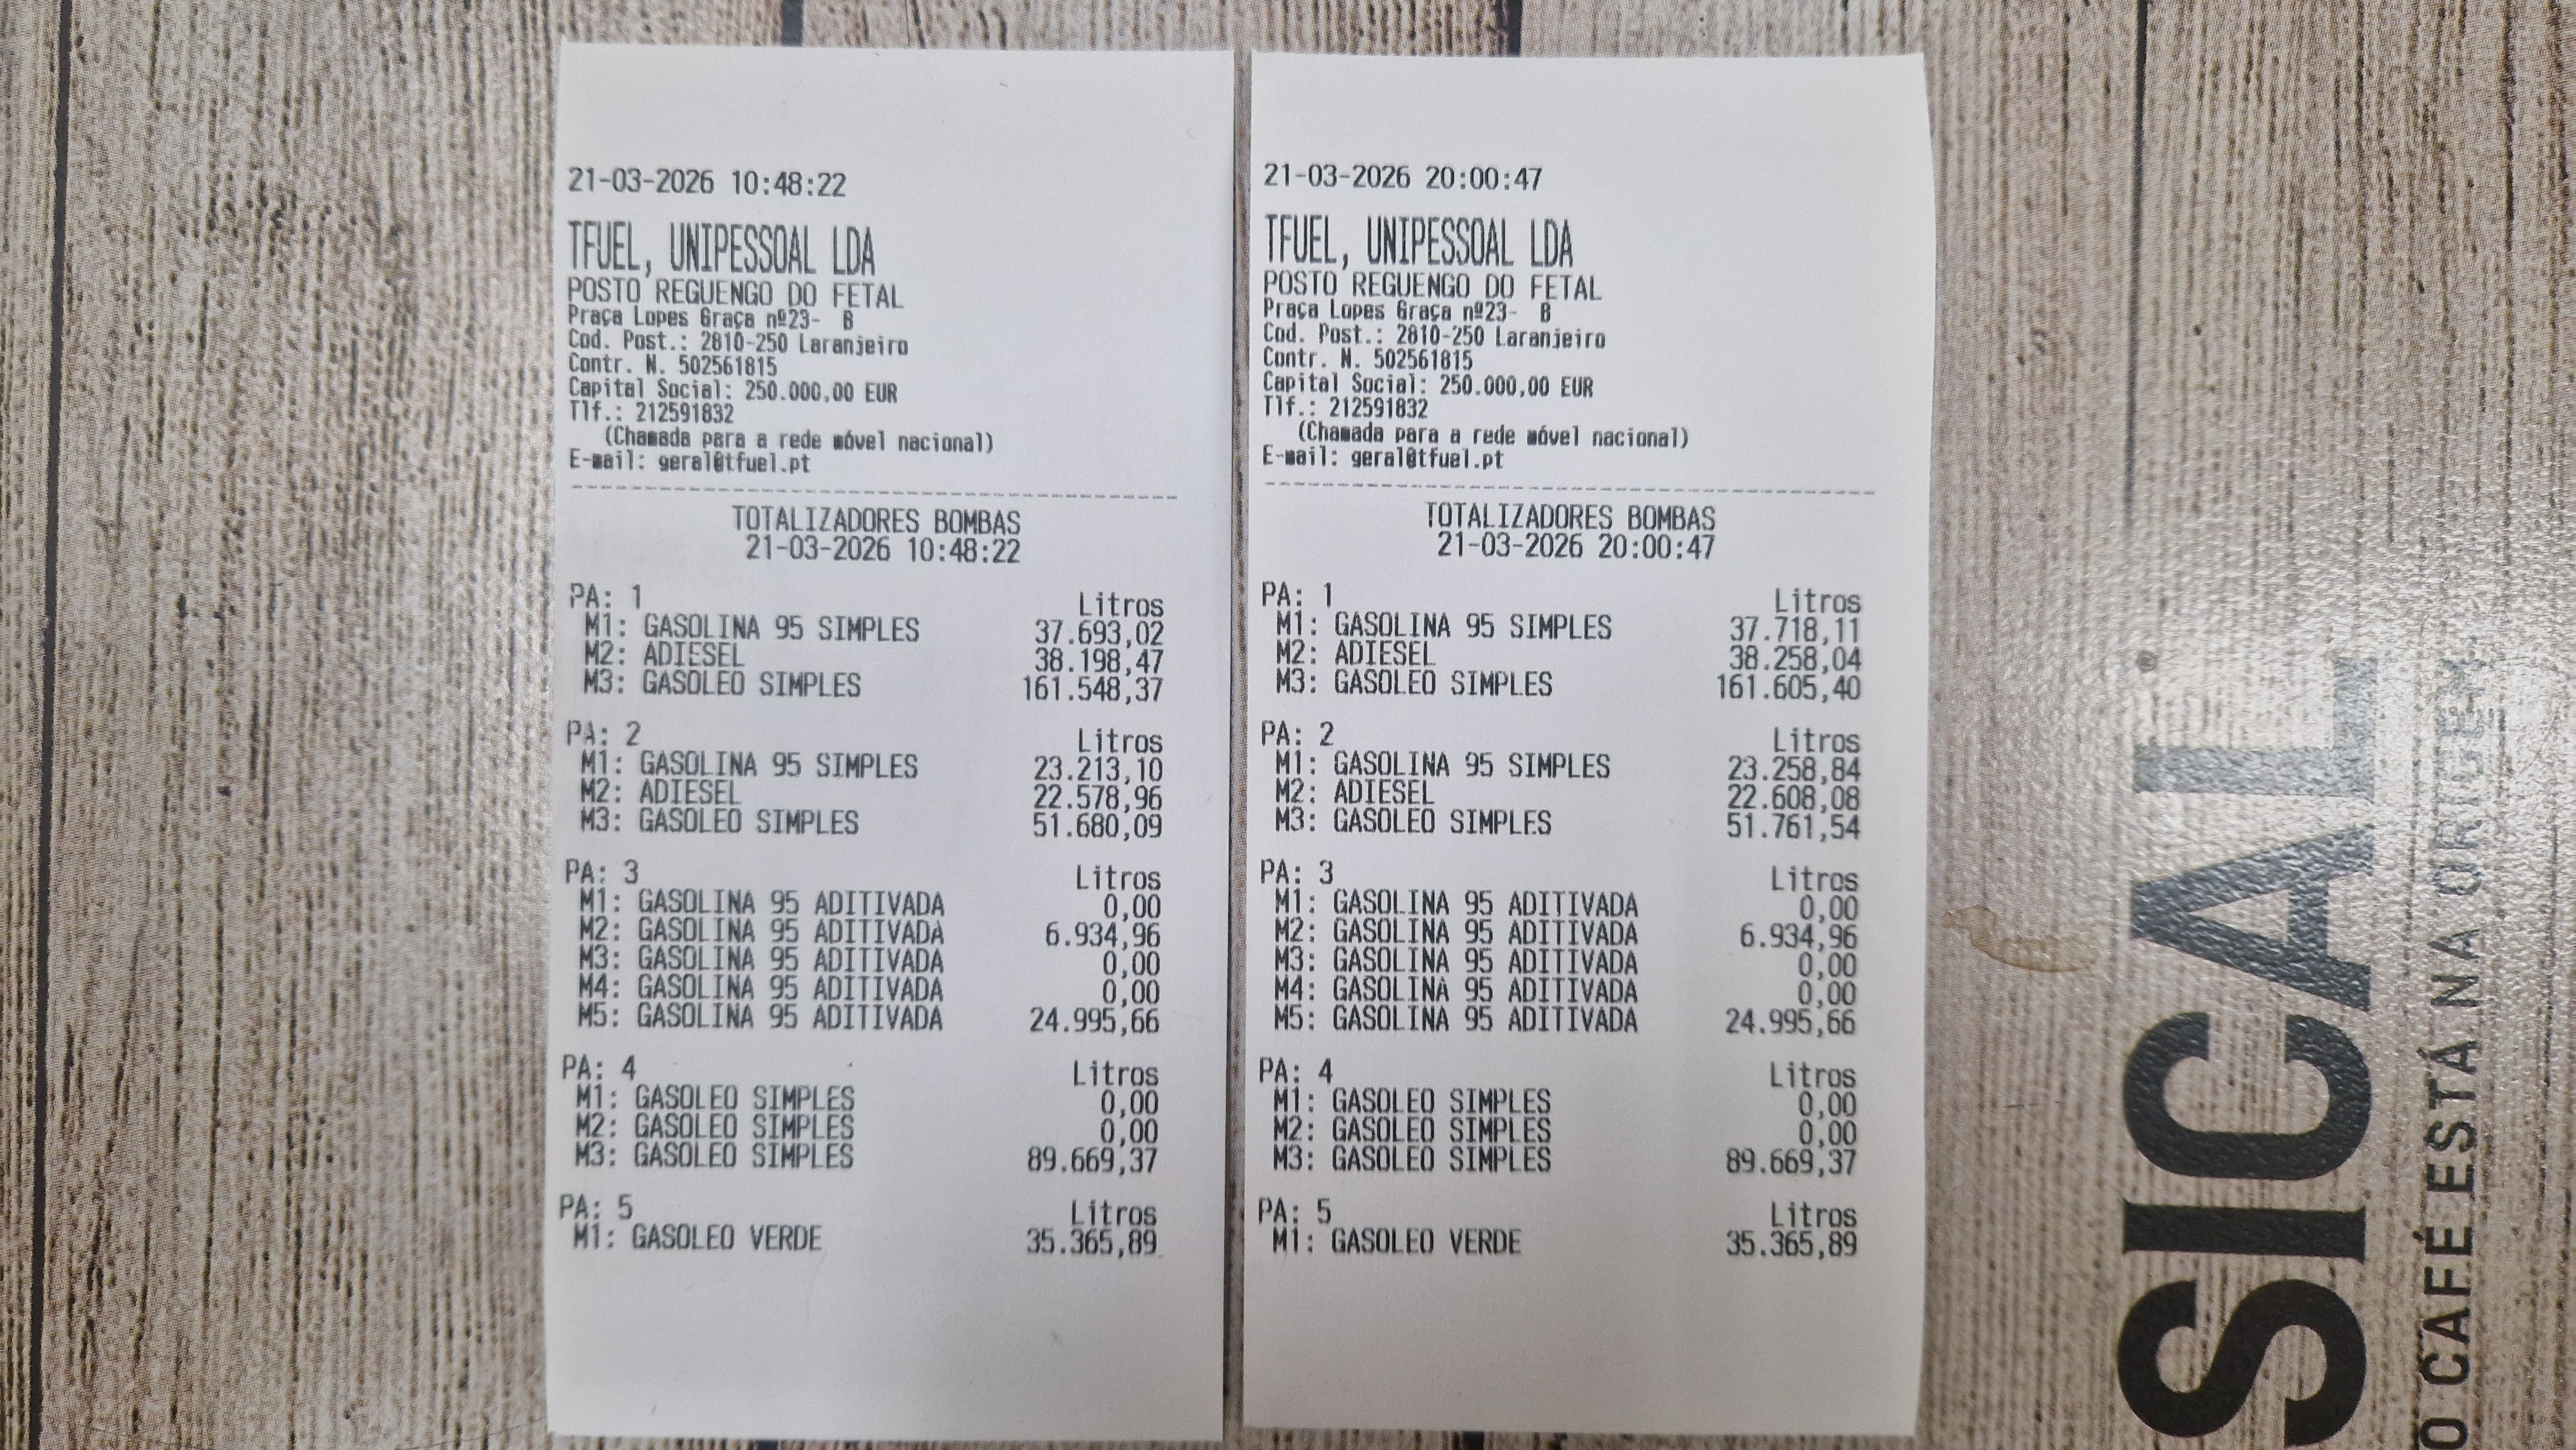 21-03-2026 10:48:22
TFUEL, UNIPESSOAL LDA
POSTO REGUENGO DO FETAL
Praça Lopes Graça nº23-  B
Cod. Post.: 2810-250 Laranjeiro
Contr. N. 502561815
Capital Social: 250.000,00 EUR
Tlf.: 212591832
(Chamada para a rede móvel nacional)
E-mail: geral@tfuel.pt
TOTALIZADORES BOMBAS
21-03-2026 10:48:22
PA: 1 Litros
M1: GASOLINA 95 SIMPLES 37.693,02
M2: ADIESEL 38.198,47
M3: GASOLEO SIMPLES 161.548,37
PA: 2 Litros
M1: GASOLINA 95 SIMPLES 23.213,10
M2: ADIESEL 22.578,96
M3: GASOLEO SIMPLES 51.680,09
PA: 3 Litros
M1: GASOLINA 95 ADITIVADA 0,00
M2: GASOLINA 95 ADITIVADA 6.934,96
M3: GASOLINA 95 ADITIVADA 0,00
M4: GASOLINA 95 ADITIVADA 0,00
M5: GASOLINA 95 ADITIVADA 24.995,66
PA: 4 Litros
M1: GASOLEO SIMPLES 0,00
M2: GASOLEO SIMPLES 0,00
M3: GASOLEO SIMPLES 89.669,37
PA: 5 Litros
M1: GASOLEO VERDE 35.365,89
21-03-2026 20:00:47
TFUEL, UNIPESSOAL LDA
POSTO REGUENGO DO FETAL
Praça Lopes Graça nº23-  B
Cod. Post.: 2810-250 Laranjeiro
Contr. N. 502561815
Capital Social: 250.000,00 EUR
Tlf.: 212591832
(Chamada para a rede móvel nacional)
E-mail: geral@tfuel.pt
TOTALIZADORES BOMBAS
21-03-2026 20:00:47
PA: 1 Litros
M1: GASOLINA 95 SIMPLES 37.718,11
M2: ADIESEL 38.258,04
M3: GASOLEO SIMPLES 161.605,40
PA: 2 Litros
M1: GASOLINA 95 SIMPLES 23.258,84
M2: ADIESEL 22.608,08
M3: GASOLEO SIMPLES 51.761,54
PA: 3 Litros
M1: GASOLINA 95 ADITIVADA 0,00
M2: GASOLINA 95 ADITIVADA 6.934,96
M3: GASOLINA 95 ADITIVADA 0,00
M4: GASOLINA 95 ADITIVADA 0,00
M5: GASOLINA 95 ADITIVADA 24.995,66
PA: 4 Litros
M1: GASOLEO SIMPLES 0,00
M2: GASOLEO SIMPLES 0,00
M3: GASOLEO SIMPLES 89.669,37
PA: 5 Litros
M1: GASOLEO VERDE 35.365,89
SICAL®
O CAFÉ ESTÁ NA ORIGEM